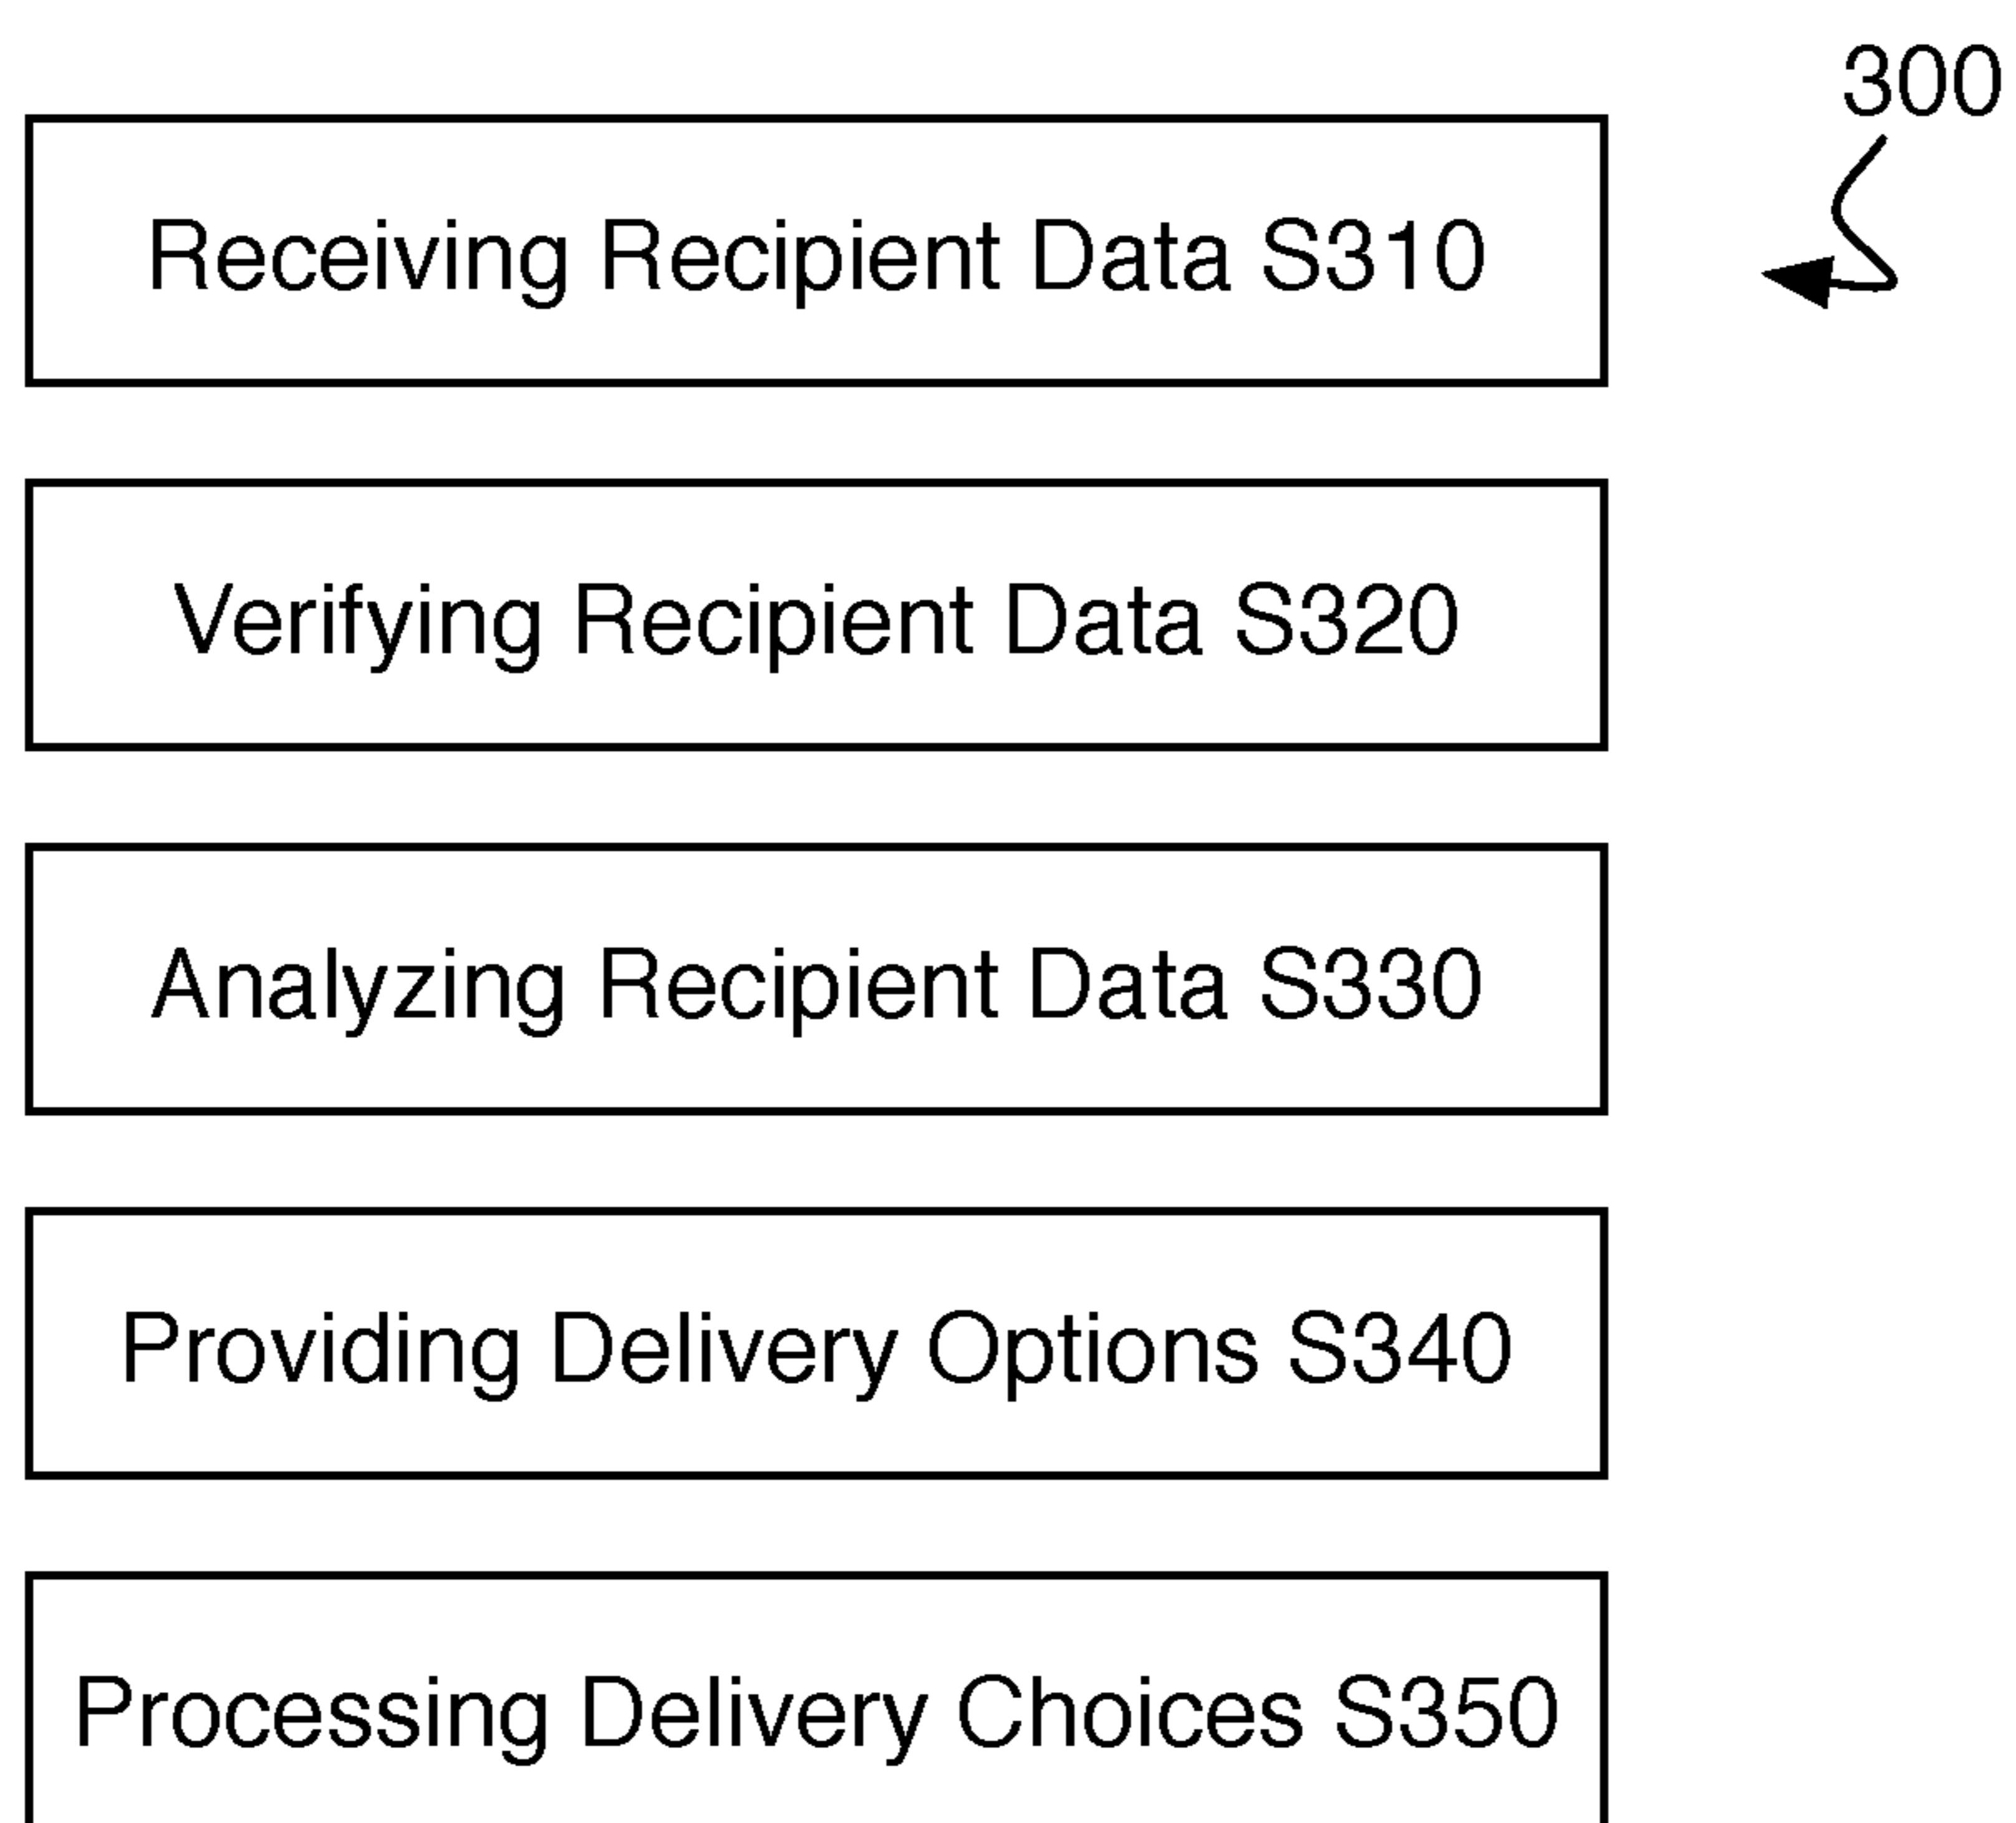 300
Receiving Recipient Data S310
Verifying Recipient Data S320
Analyzing Recipient Data S330
Providing Delivery Options S340
Processing Delivery Choices S350